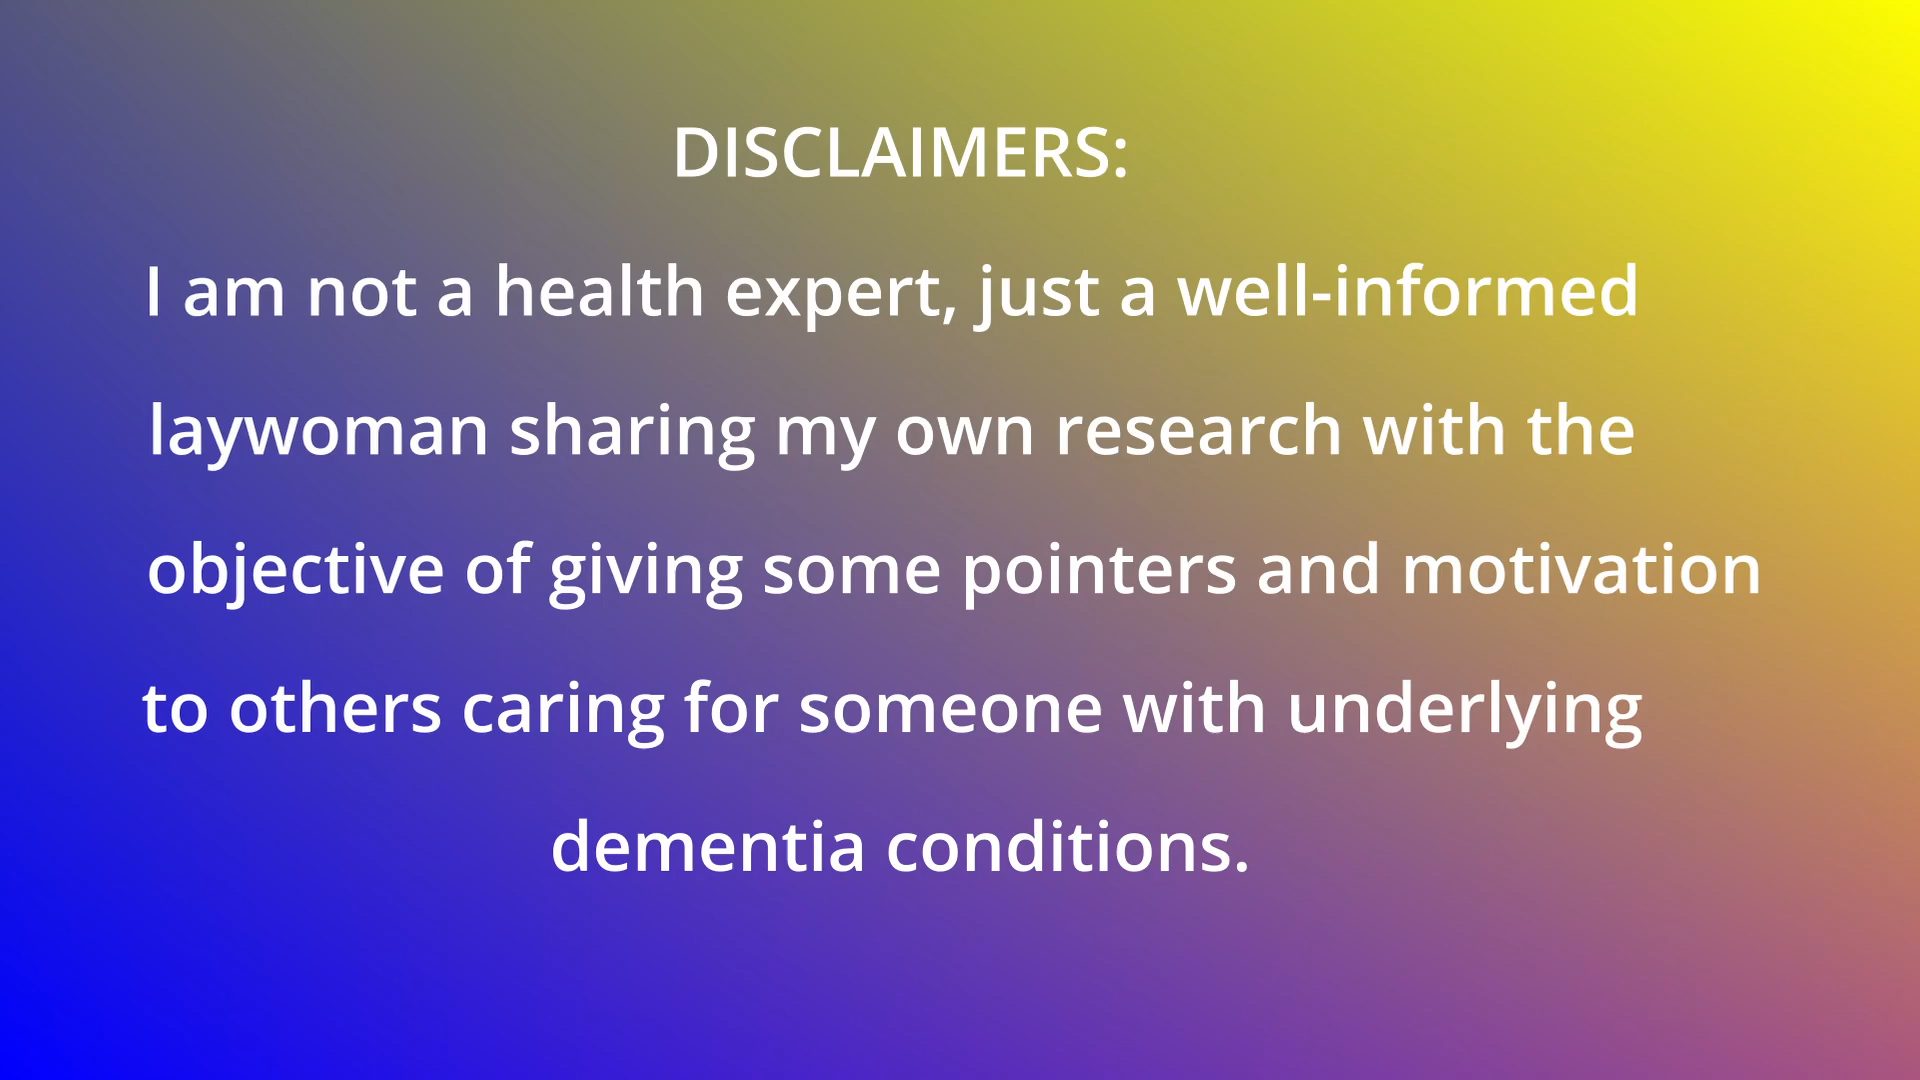 DISCLAIMERS:
I am not a health expert, just a well-informed
laywoman sharing my own research with the
objective of giving some pointers and motivation
to others caring for someone with underlying
dementia conditions.